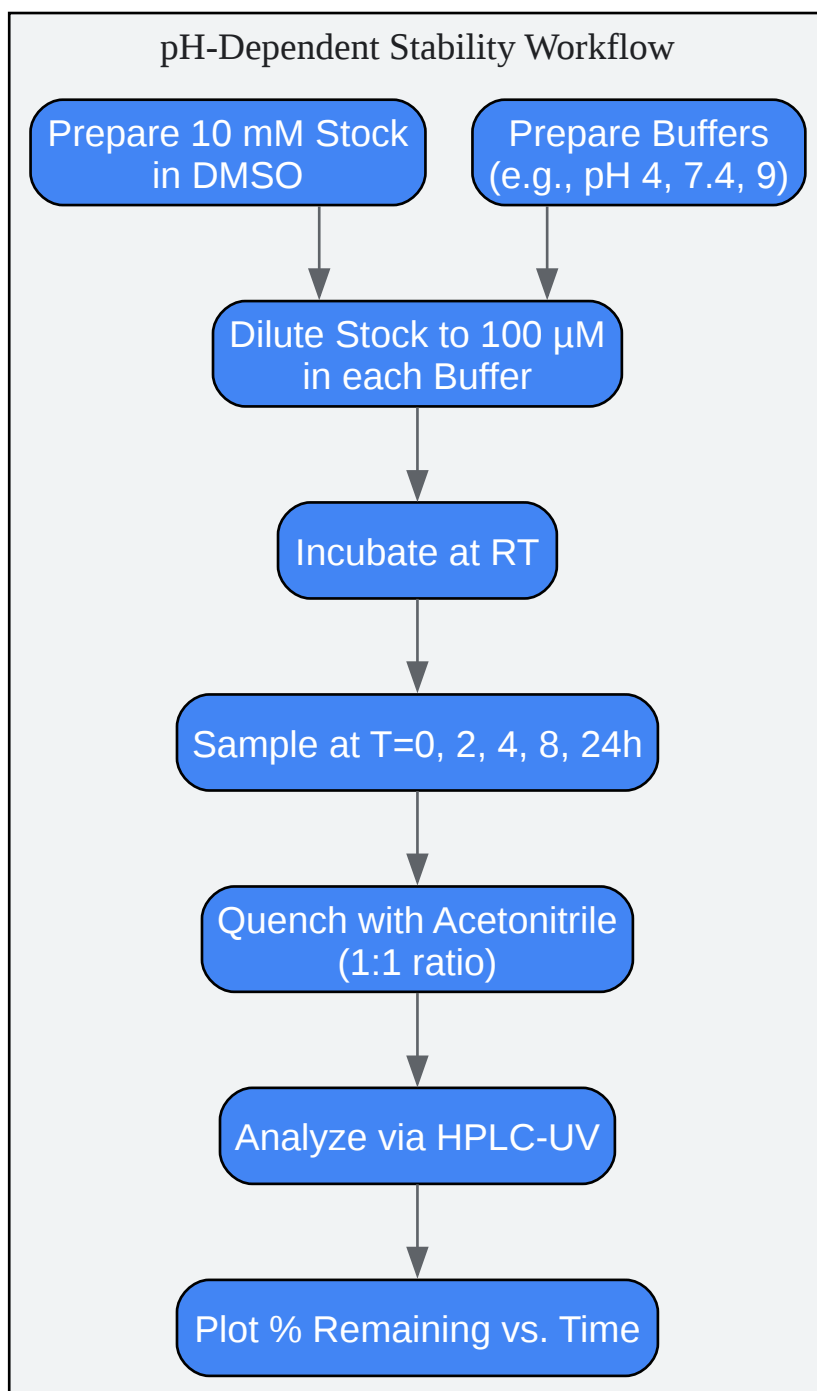 pH-Dependent Stability Workflow
Prepare 10 mM Stock
in DMSO
Prepare Buffers
(e.g., pH 4, 7.4, 9)
Dilute Stock to 100 µM
in each Buffer
Incubate at RT
Sample at T=0, 2, 4, 8, 24h
Quench with Acetonitrile
(1:1 ratio)
Analyze via HPLC-UV
Plot % Remaining vs. Time